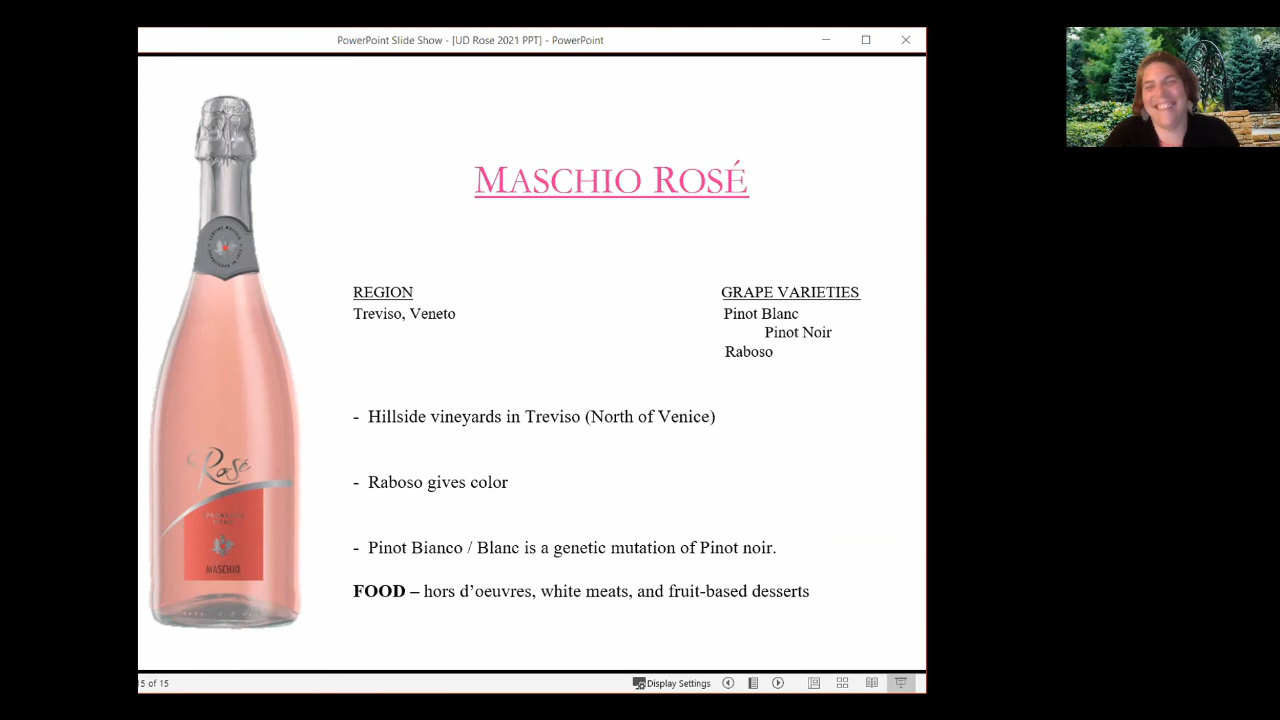 PowerPoint Slide Show - [UD Rose 2021 PPT] - PowerPoint
MASCHIO ROSÉ
REGION
Treviso, Veneto
GRAPE VARIETIES
Pinot Blanc
Pinot Noir
Raboso
- Hillside vineyards in Treviso (North of Venice)
- Raboso gives color
- Pinot Bianco / Blanc is a genetic mutation of Pinot noir.
FOOD – hors d’oeuvres, white meats, and fruit-based desserts
Rosé
MASCHIO
15 of 15
Display Settings